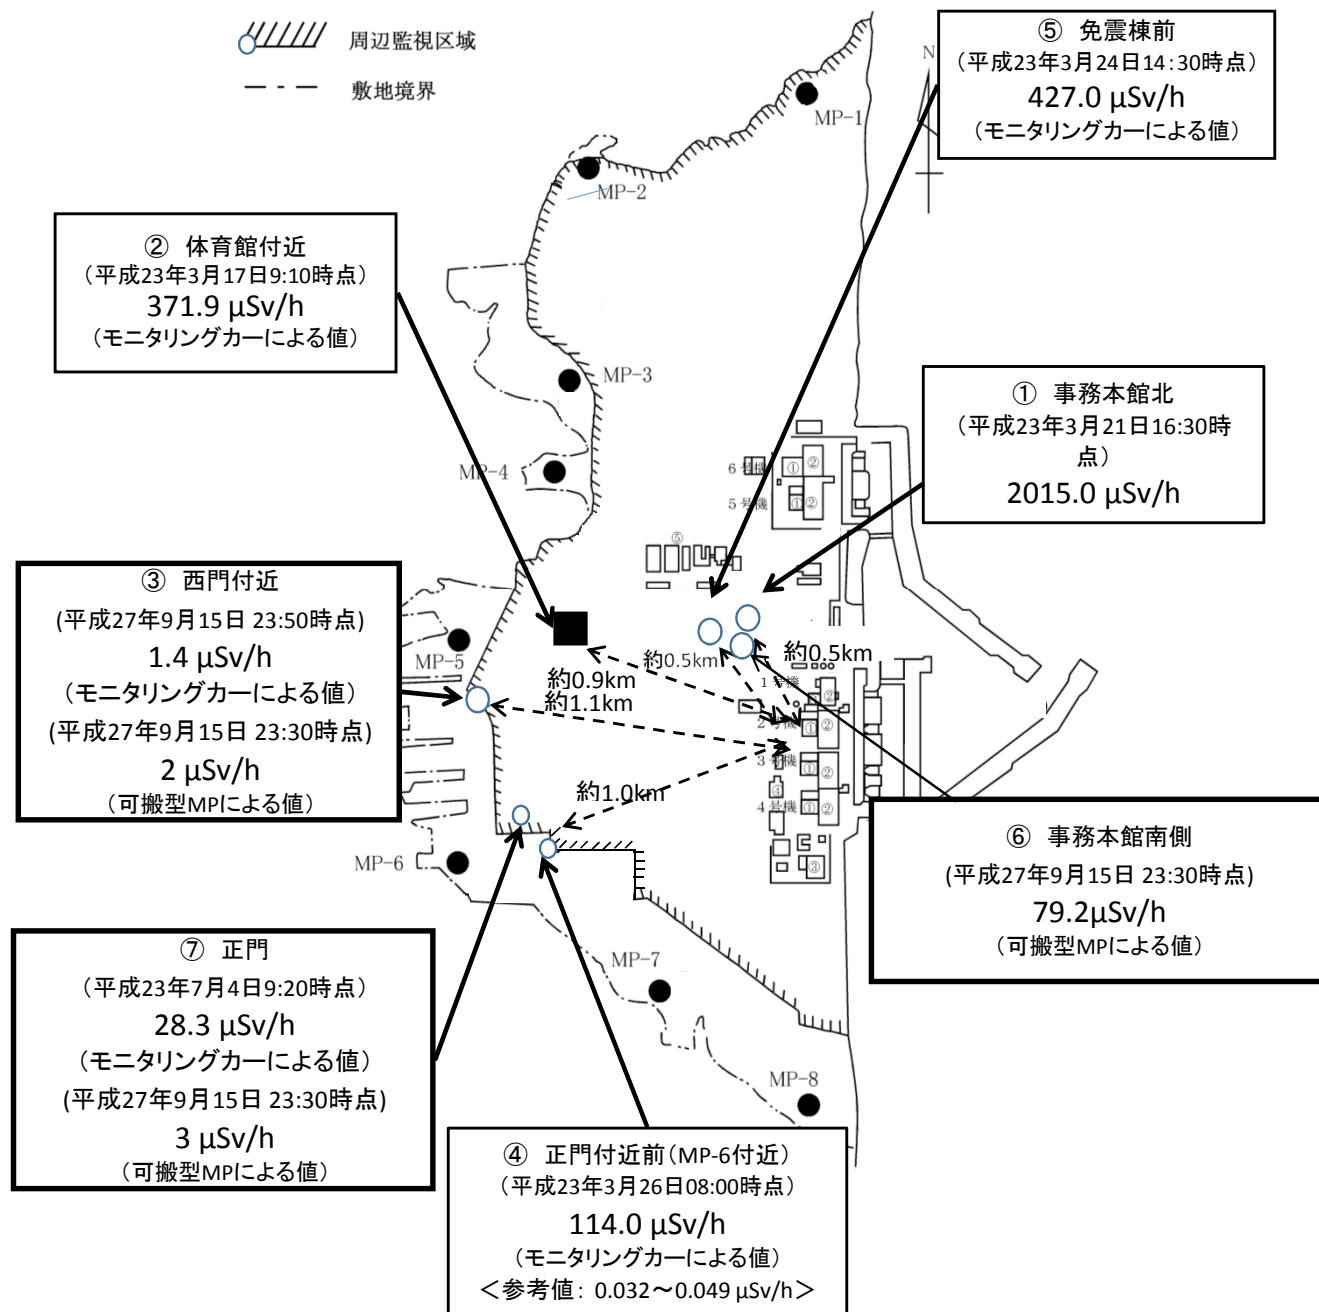 周辺監視区域
敷地境界
⑤ 免震棟前
(平成23年3月24日14:30時点)
427.0 μSv/h
(モニタリングカーによる値)
N
MP-1
MP-2
② 体育館付近
(平成23年3月17日9:10時点)
371.9 μSv/h
(モニタリングカーによる値)
MP-3
① 事務本館北
(平成23年3月21日16:30時
点)
2015.0 μSv/h
MP-4
6号機
①
②
5号機
①
②
⑤
③ 西門付近
(平成27年9月15日 23:50時点)
1.4 μSv/h
(モニタリングカーによる値)
(平成27年9月15日 23:30時点)
2 μSv/h
(可搬型MPによる値)
MP-5
約0.5km
約0.5km
約0.9km
約1.1km
1号機
②
2号機
①
②
3号機
①
②
④
約1.0km
4号機
①
②
③
MP-6
⑥ 事務本館南側
(平成27年9月15日 23:30時点)
79.2μSv/h
(可搬型MPによる値)
⑦ 正門
(平成23年7月4日9:20時点)
28.3 μSv/h
(モニタリングカーによる値)
(平成27年9月15日 23:30時点)
3 μSv/h
(可搬型MPによる値)
MP-7
MP-8
④ 正門付近前(MP-6付近)
(平成23年3月26日08:00時点)
114.0 μSv/h
(モニタリングカーによる値)
<参考値: 0.032~0.049 μSv/h>